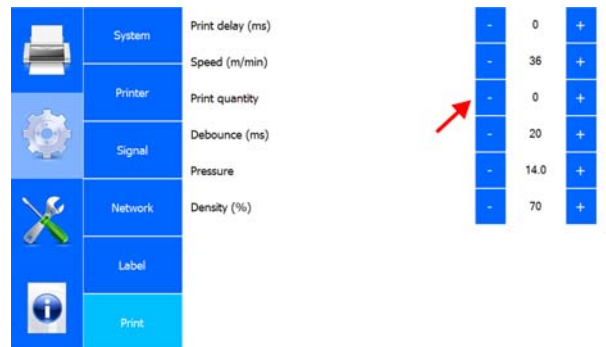 System
Printer
Signal
Network
Label
Print
Print delay (ms) - 0 +
Speed (m/min) - 36 +
Print quantity - 0 +
Debounce (ms) - 20 +
Pressure - 14.0 +
Density (%) - 70 +